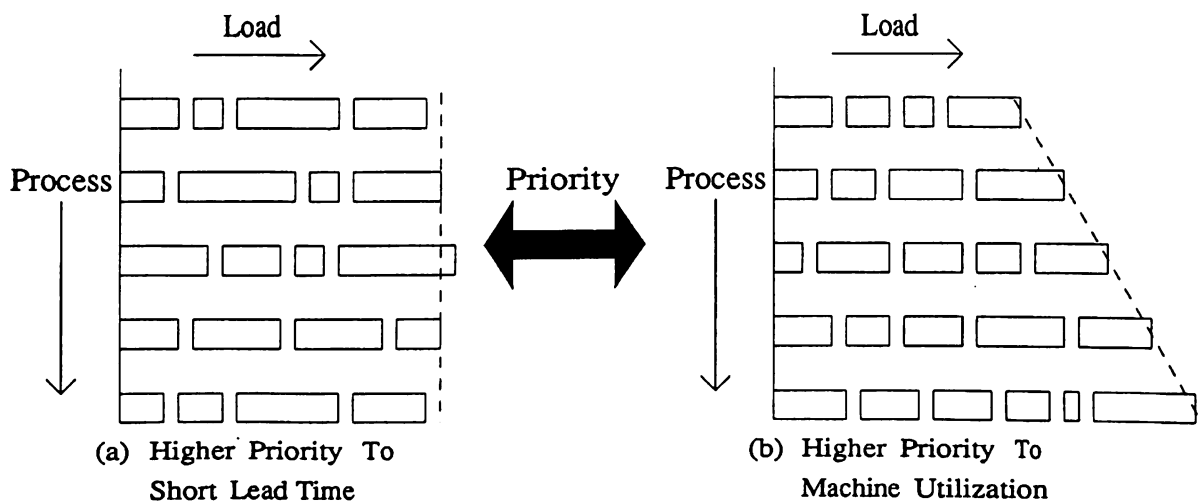 Load
Load
Process
Priority
Process
(a) Higher Priority To
Short Lead Time
(b) Higher Priority To
Machine Utilization